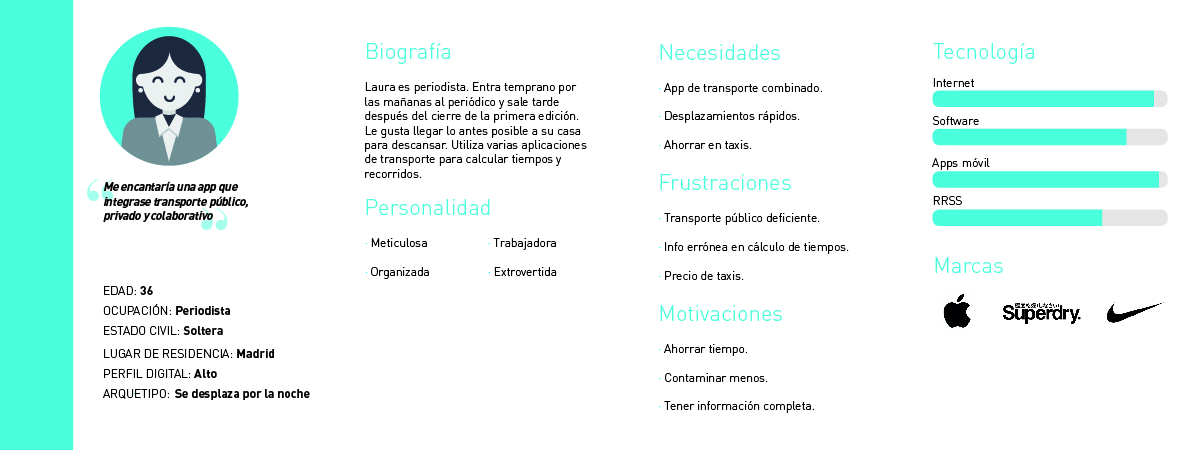 Me encantaría una app que
integrase transporte público,
privado y colaborativo
EDAD: 36
OCUPACIÓN: Periodista
ESTADO CIVIL: Soltera
LUGAR DE RESIDENCIA: Madrid
PERFIL DIGITAL: Alto
ARQUETIPO: Se desplaza por la noche
Biografía
Laura es periodista. Entra temprano por
las mañanas al periódico y sale tarde
después del cierre de la primera edición.
Le gusta llegar lo antes posible a su casa
para descansar. Utiliza varias aplicaciones
de transporte para calcular tiempos y
recorridos.
Personalidad
· Meticulosa
· Trabajadora
· Organizada
· Extrovertida
Necesidades
· App de transporte combinado.
· Desplazamientos rápidos.
· Ahorrar en taxis.
Frustraciones
· Transporte público deficiente.
· Info errónea en cálculo de tiempos.
· Precio de taxis.
Motivaciones
· Ahorrar tiempo.
· Contaminar menos.
· Tener información completa.
Tecnología
Internet
Software
Apps móvil
RRSS
Marcas
Superdry.